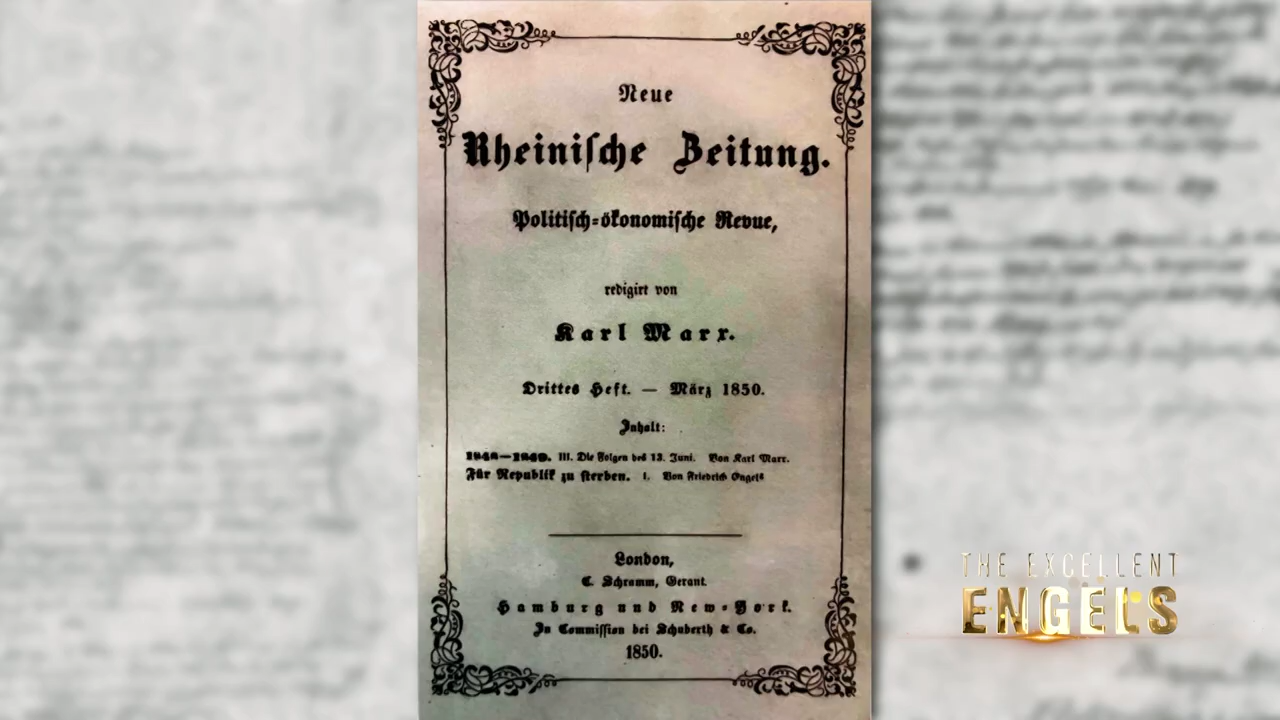 Neue
Rheinische Zeitung.
Politisch-ökonomische Revue,
redigirt von
Karl Marx.
Drittes Heft. — März 1850.
Inhalt:
1848—1849. III. Die Folgen des 13. Juni. Von Karl Marx.
Für Republik zu sterben. I. Von Friedrich Engels
London,
C. Schramm, Gerant.
Hamburg und New-York.
In Commission bei Schuberth & Co.
1850.
THE EXCELLENT
ENGELS